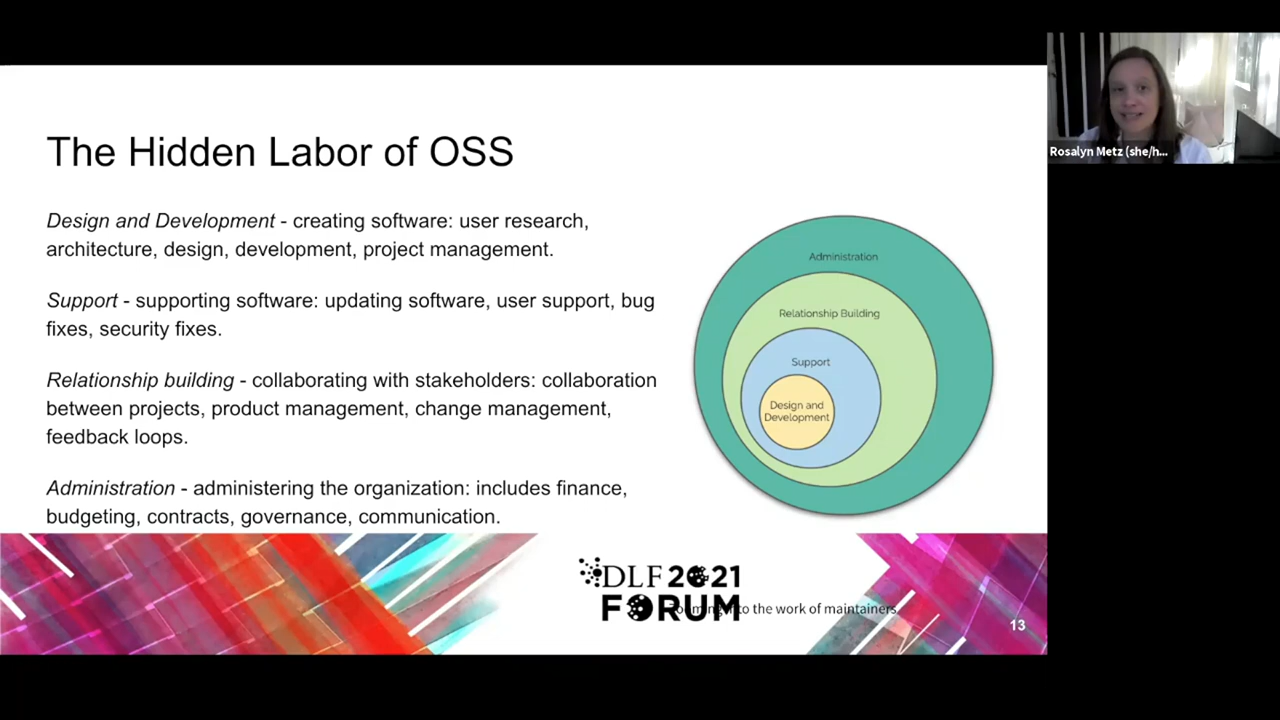 The Hidden Labor of OSS
Design and Development - creating software: user research,
architecture, design, development, project management.
Support - supporting software: updating software, user support, bug
fixes, security fixes.
Relationship building - collaborating with stakeholders: collaboration
between projects, product management, change management,
feedback loops.
Administration - administering the organization: includes finance,
budgeting, contracts, governance, communication.
Administration
Relationship Building
Support
Design and
Development
DLF 2021
FORUM
to the work of maintainers.
13
Rosalyn Metz (she/h...